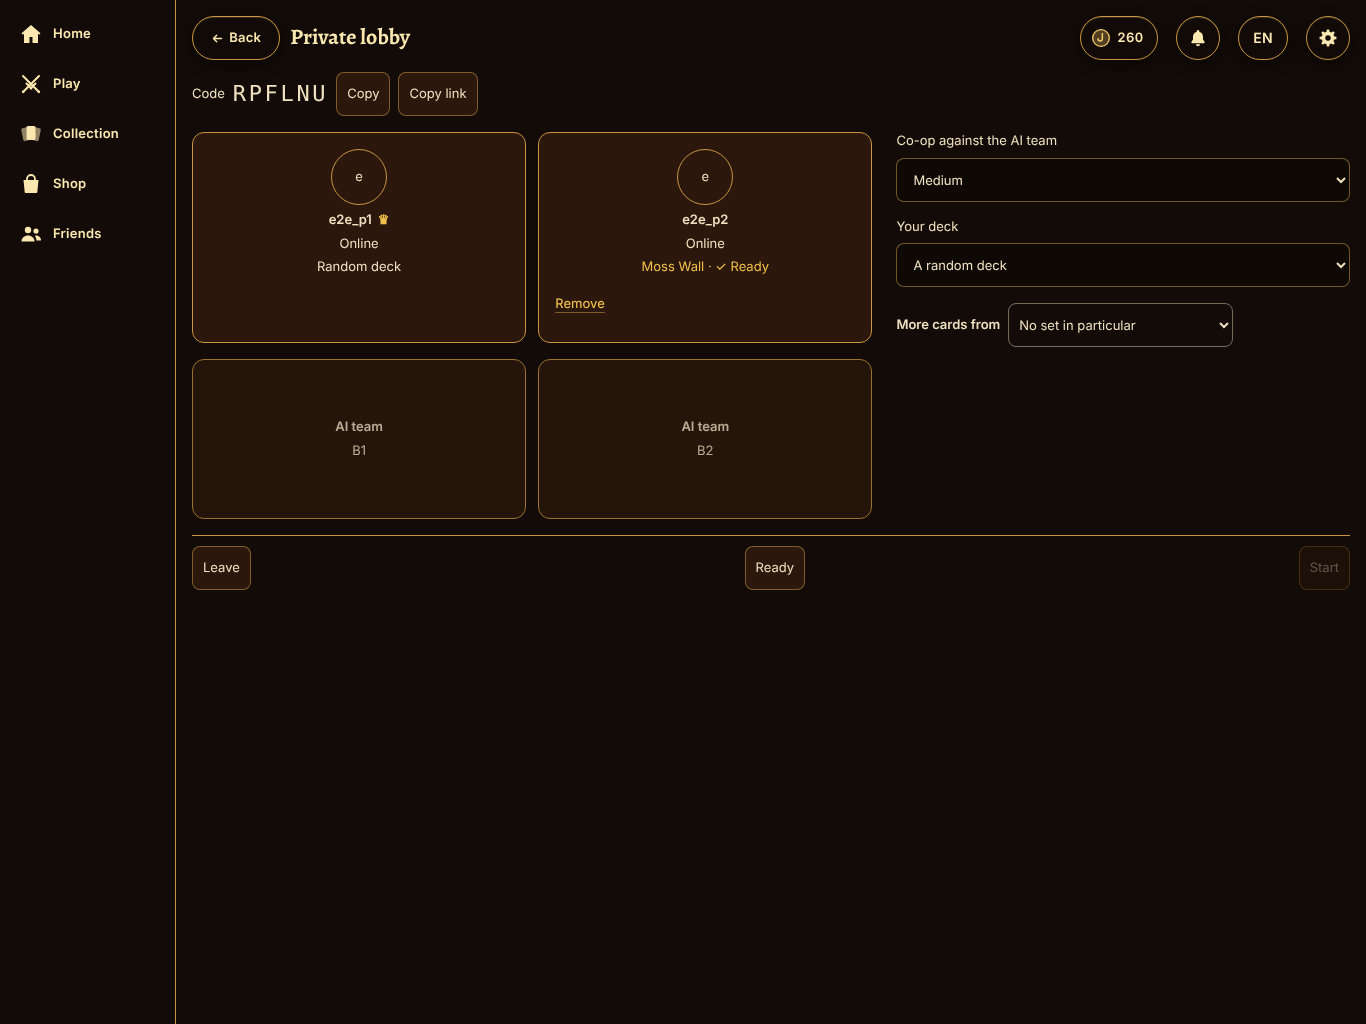 Home
Play
Collection
Shop
Friends
← Back
Private lobby
J 260
EN
Code RPFLNU Copy Copy link
e
e2e_p1 ♛
Online
Random deck
e
e2e_p2
Online
Moss Wall · ✓ Ready
Remove
AI team
B1
AI team
B2
Co-op against the AI team
Medium
Your deck
A random deck
More cards from No set in particular
Leave
Ready
Start